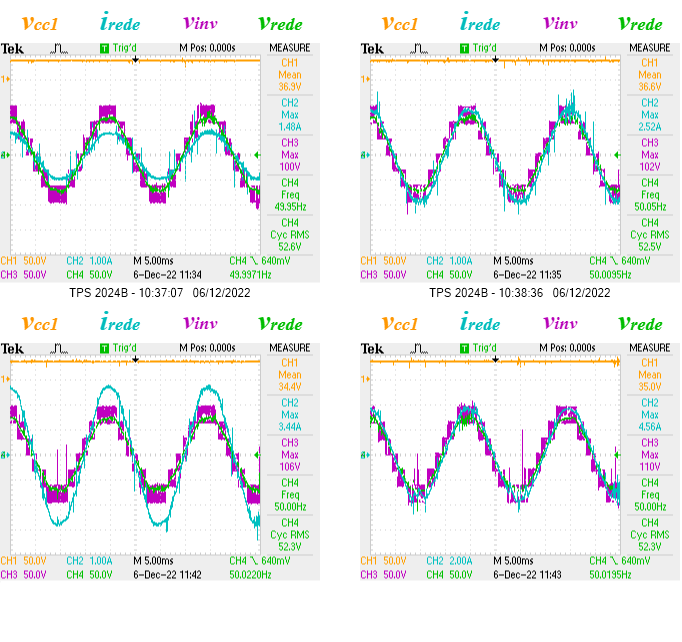 vcc1 irede vinv vrede
Tek Trig'd M Pos: 0.000s MEASURE
CH1
Mean
36.3V
CH2
Max
1.48A
CH3
Max
100V
CH4
Freq
49.95Hz
CH4
Cyc RMS
52.6V
CH1 50.0V CH2 1.00A M 5.00ms CH4 640mV
CH3 50.0V CH4 50.0V 6-Dec-22 11:34 49.9971Hz
TPS 2024B - 10:37:07 06/12/2022
vcc1 irede vinv vrede
Tek Trig'd M Pos: 0.000s MEASURE
CH1
Mean
36.6V
CH2
Max
2.52A
CH3
Max
102V
CH4
Freq
50.05Hz
CH4
Cyc RMS
52.5V
CH1 50.0V CH2 1.00A M 5.00ms CH4 640mV
CH3 50.0V CH4 50.0V 6-Dec-22 11:35 50.0095Hz
TPS 2024B - 10:38:36 06/12/2022
vcc1 irede vinv vrede
Tek Trig'd M Pos: 0.000s MEASURE
CH1
Mean
34.4V
CH2
Max
3.44A
CH3
Max
106V
CH4
Freq
50.00Hz
CH4
Cyc RMS
52.3V
CH1 50.0V CH2 1.00A M 5.00ms CH4 640mV
CH3 50.0V CH4 50.0V 6-Dec-22 11:42 50.0220Hz
vcc1 irede vinv vrede
Tek Trig'd M Pos: 0.000s MEASURE
CH1
Mean
35.0V
CH2
Max
4.56A
CH3
Max
110V
CH4
Freq
50.00Hz
CH4
Cyc RMS
52.3V
CH1 50.0V CH2 2.00A M 5.00ms CH4 640mV
CH3 50.0V CH4 50.0V 6-Dec-22 11:43 50.0195Hz